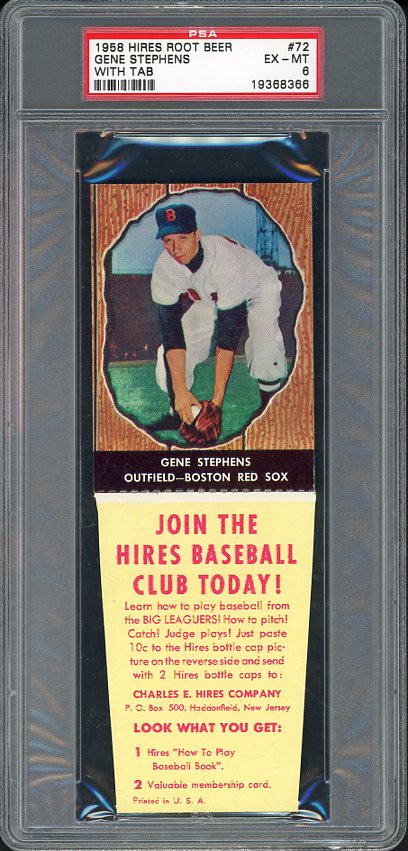 PSA
1958 HIRES ROOT BEER #72
GENE STEPHENS EX-MT
WITH TAB 6
19368366
B
GENE STEPHENS
OUTFIELD—BOSTON RED SOX
JOIN THE
HIRES BASEBALL
CLUB TODAY!
Learn how to play baseball from
the BIG LEAGUERS! How to pitch!
Catch! Judge plays! Just paste
10c to the Hires bottle cap pic-
ture on the reverse side and send
with 2 Hires bottle caps to:
CHARLES E. HIRES COMPANY
P. O. Box 500, Haddonfield, New Jersey
LOOK WHAT YOU GET:
1 Hires "How To Play
Baseball Book".
2 Valuable membership card.
Printed in U. S. A.